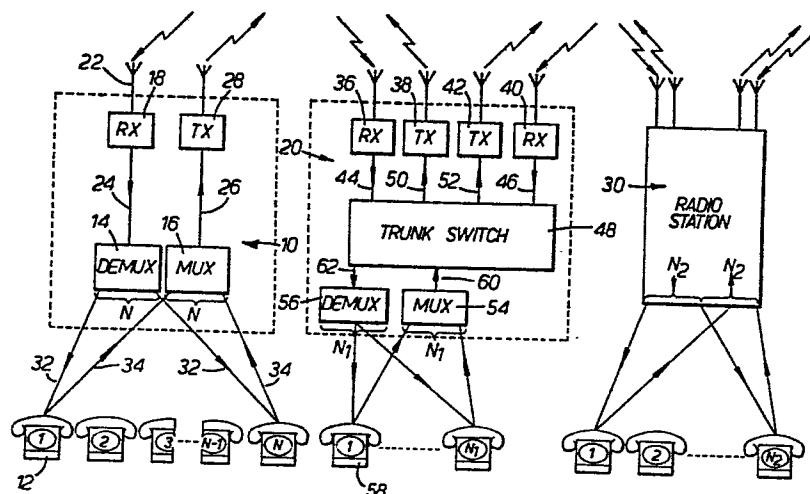 22
18
28
36
38
42
40
RX
TX
RX
TX
TX
RX
20
24
26
44
50
52
46
30
RADIO
STATION
14
16
10
TRUNK SWITCH
48
DEMUX
MUX
62
60
N2
N2
56
DEMUX
MUX
54
N
N
N1
N1
32
34
32
34
1
2
3
N-1
N
1
N1
1
2
N2
12
58